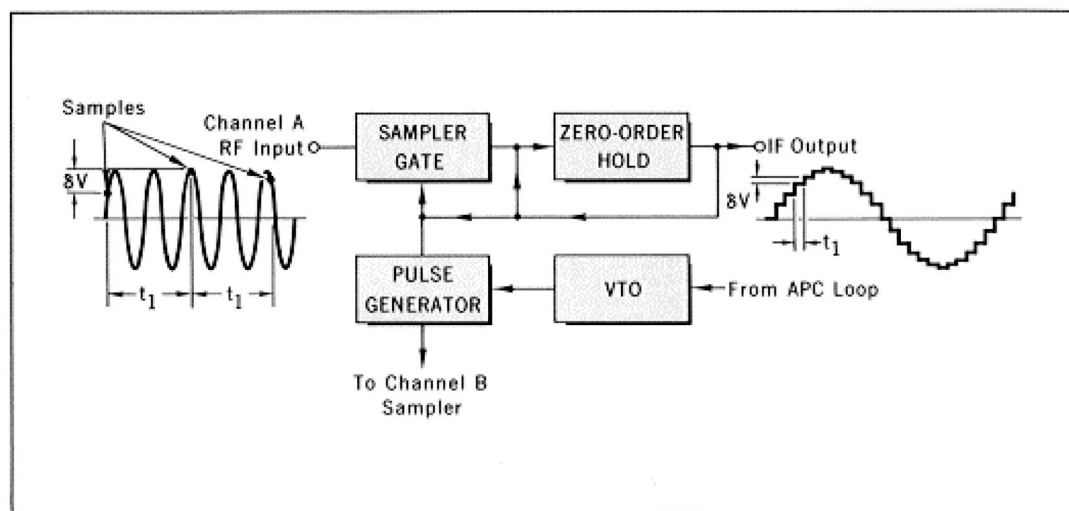 Samples
Channel A
RF Input
SAMPLER
GATE
ZERO-ORDER
HOLD
IF Output
δV
δV
t1
t1
t1
PULSE
GENERATOR
VTO
From APC Loop
To Channel B
Sampler